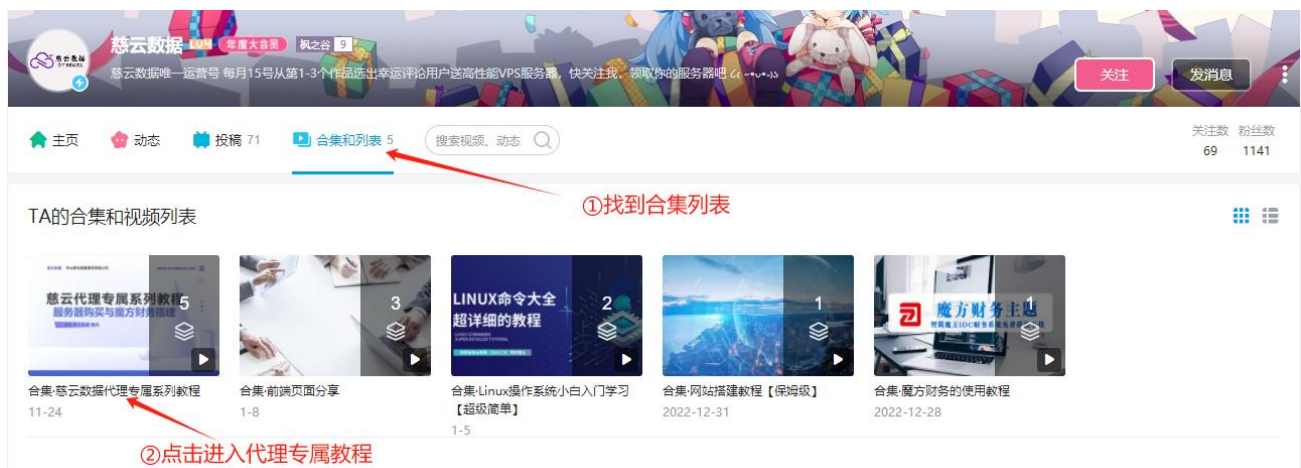 慈云数据 LV4 年度大会员 枫之谷 9
慈云数据唯一运营号 每月15号从第1-3个作品选出幸运评论用户送高性能VPS服务器，快关注我，领取你的服务器吧
关注 发消息
主页 动态 投稿 71 合集和列表 5 搜索视频、动态
关注数 粉丝数
69 1141
①找到合集列表
TA的合集和视频列表
慈云代理专属系列教程
服务器购买与魔方财务搭建
5
3
LINUX命令大全
超详细的教程
2
1
魔方财务主题
1
合集·慈云数据代理专属系列教程
11-24
合集·前端页面分享
1-8
合集·Linux操作系统小白入门学习
【超级简单】
1-5
合集·网站搭建教程【保姆级】
2022-12-31
合集·魔方财务的使用教程
2022-12-28
②点击进入代理专属教程